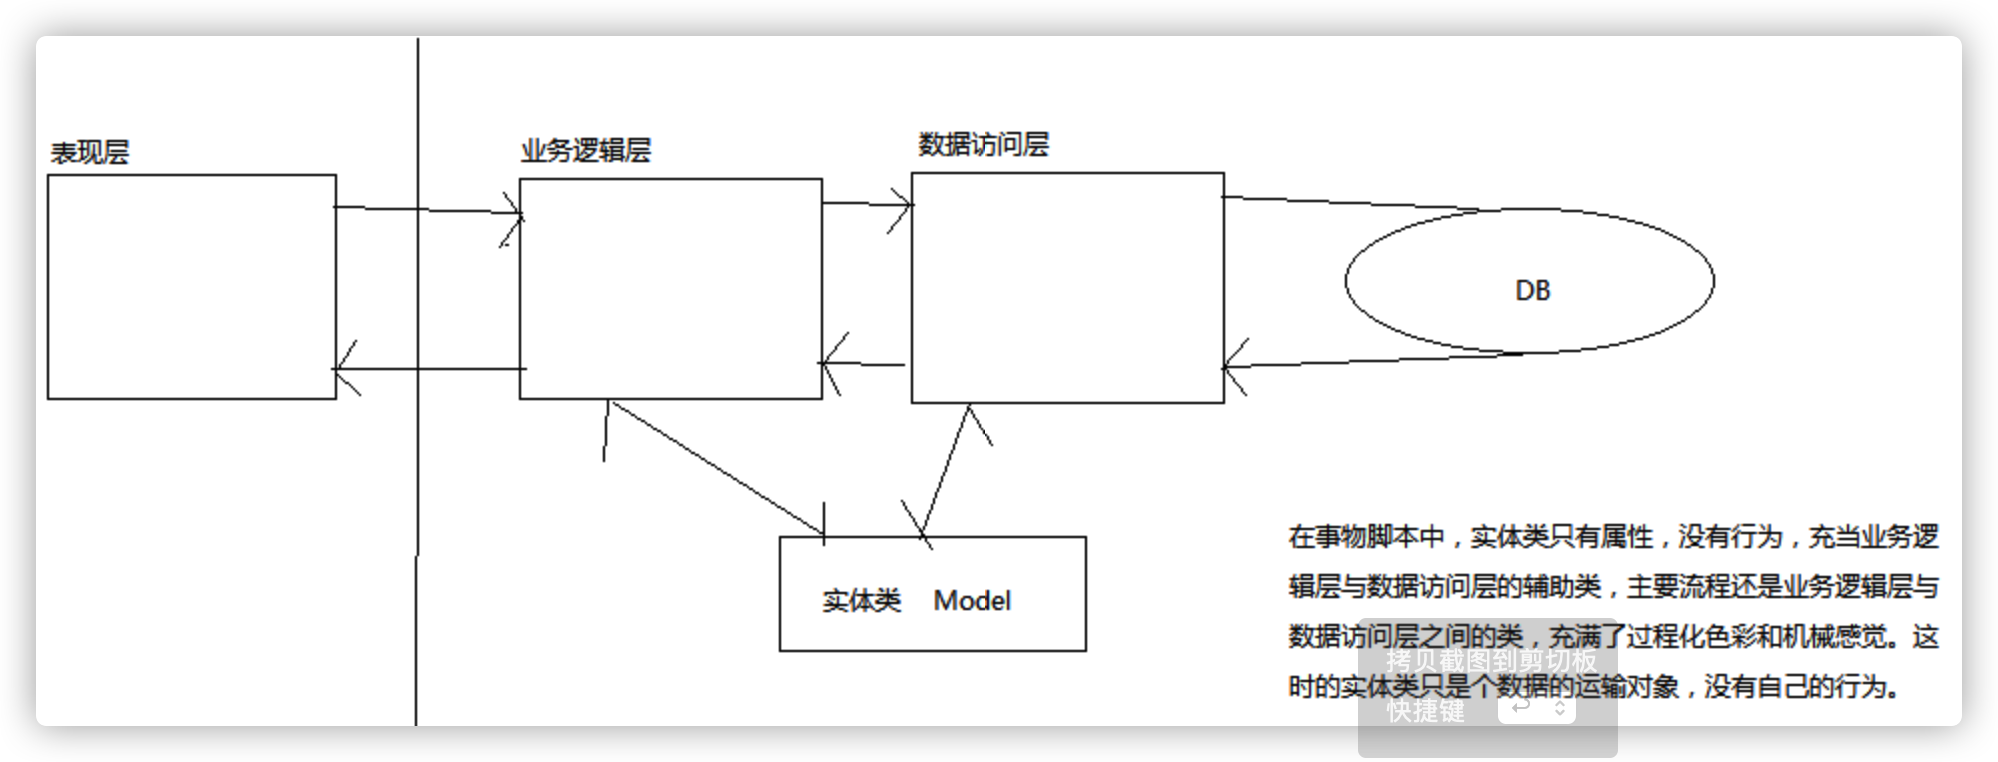 表现层
业务逻辑层
数据访问层
DB
实体类 Model
在事物脚本中，实体类只有属性，没有行为，充当业务逻
辑层与数据访问层的辅助类，主要流程还是业务逻辑层与
数据访问层之间的类，充满了过程化色彩和机械感觉。这
时的实体类只是个数据的运输对象，没有自己的行为。
拷贝截图到剪切板
快捷键